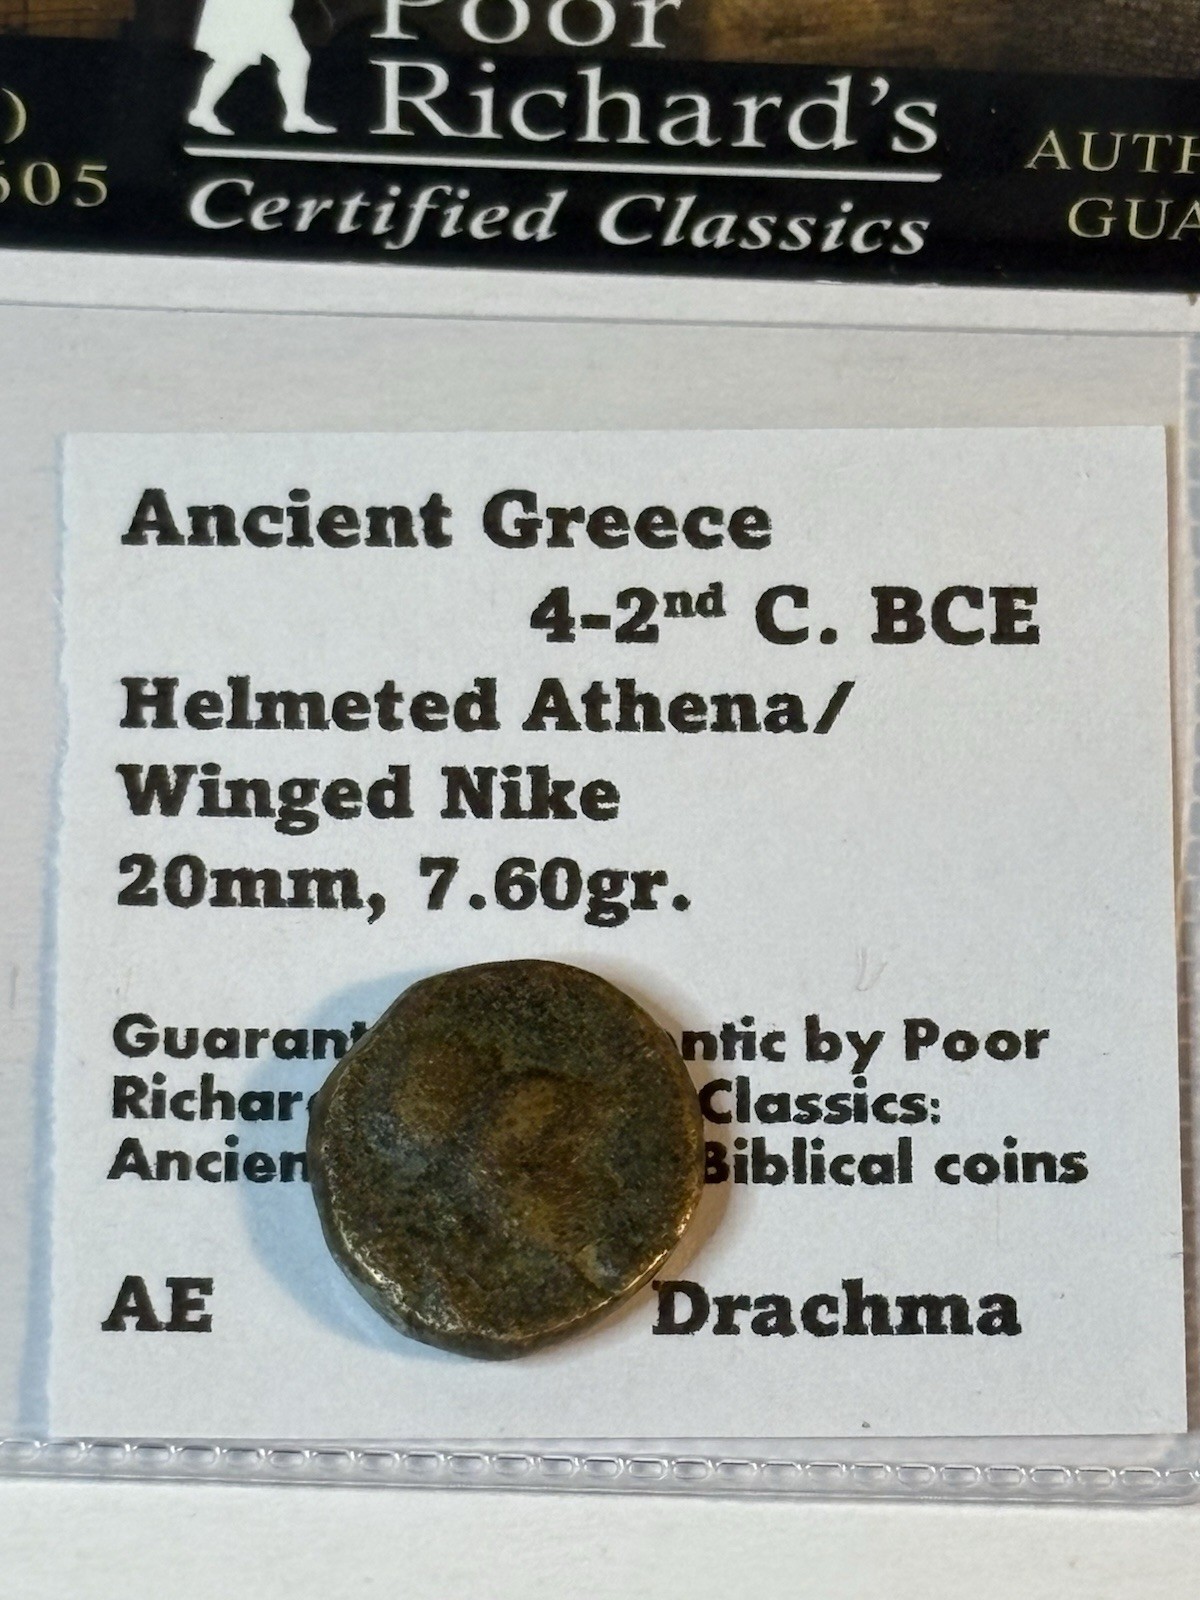 Poor
Richard's
Certified Classics
)
605
AUTH
GUA
Ancient Greece
4-2nd C. BCE
Helmeted Athena/
Winged Nike
20mm, 7.60gr.
Guarant ntic by Poor
Richar Classics:
Ancien Biblical coins
AE Drachma